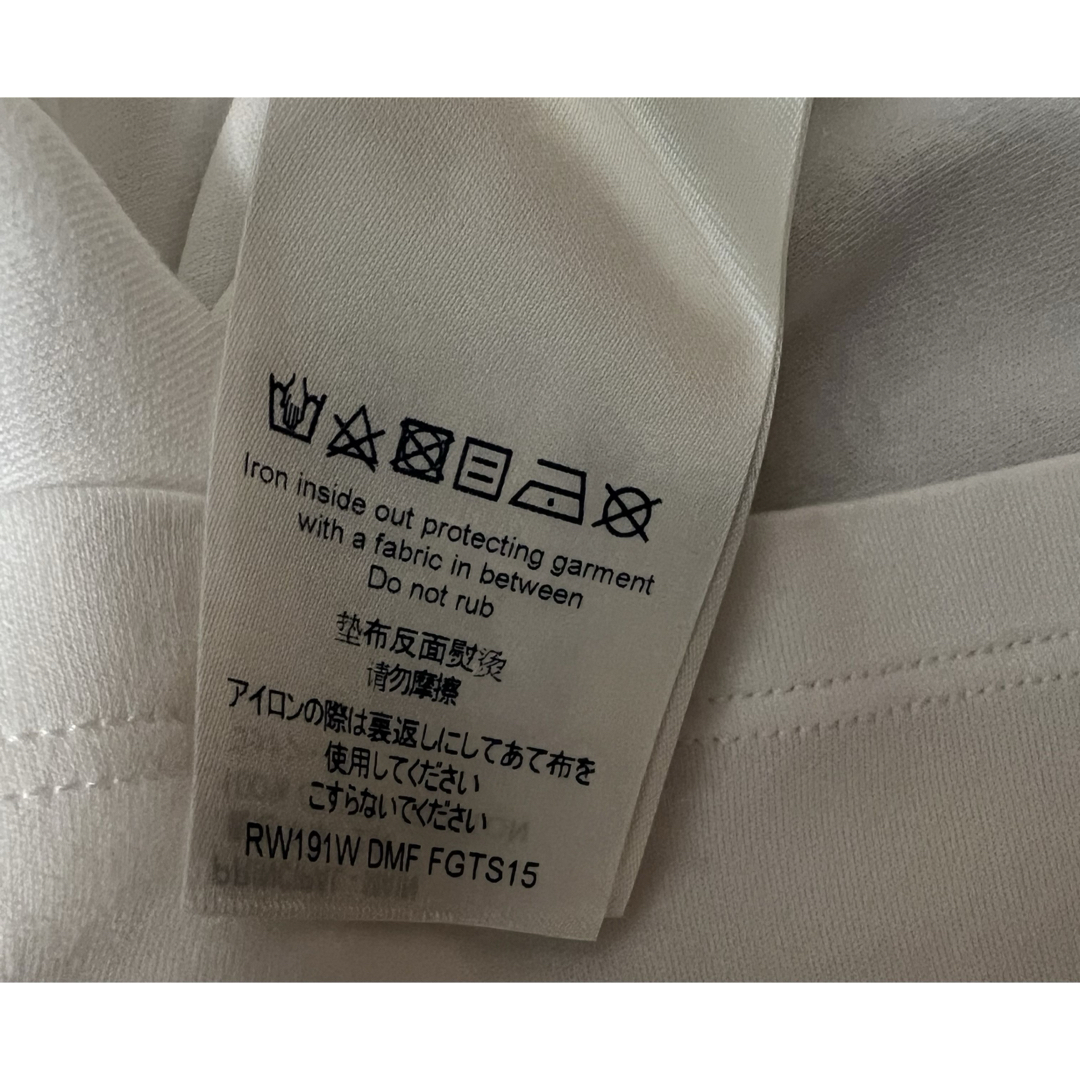 Iron inside out protecting garment
with a fabric in between
Do not rub
垫布反面熨烫
请勿摩擦
アイロンの際は裏返しにしてあて布を
使用してください
こすらないでください
RW191W DMF FGTS15